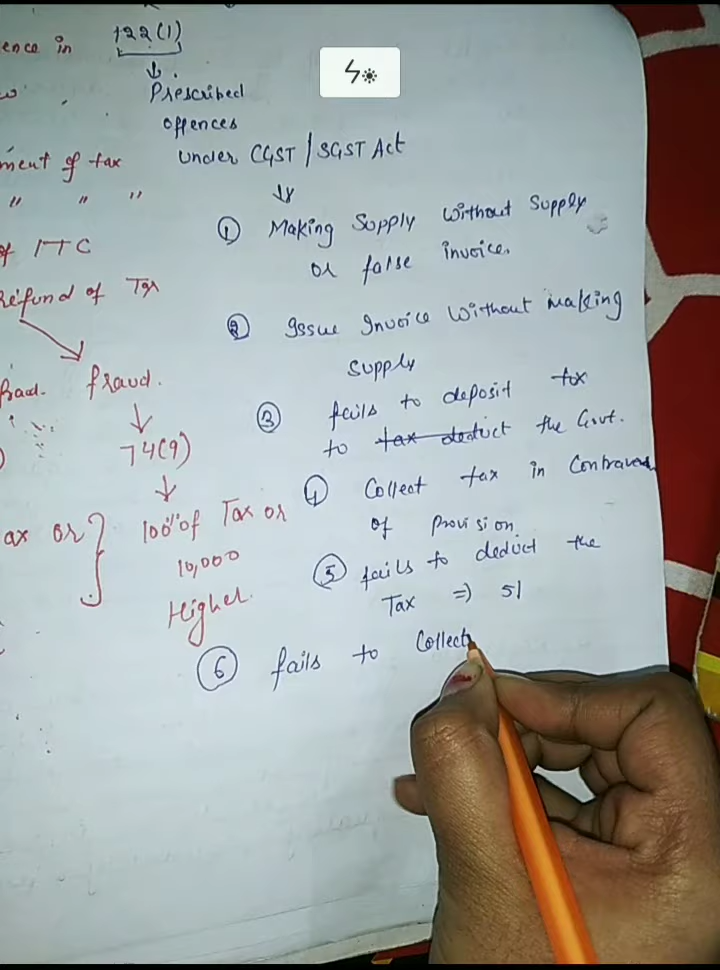 ence in 122(1)
Prescribed
offences
under CGST / SGST Act
ment of tax
" " "
of ITC
Refund of Tax
① Making Supply without Supply
or false invoice.
② Issue Invoice without making
Supply
③ fails to deposit tax
to tax deduct the Govt.
④ Collect tax in Contraven
of Provision
⑤ fails to deduct the
Tax => 51
⑥ fails to Collect
fraud.
74(9)
ax or } 100% of Tax or
10,000
Higher.